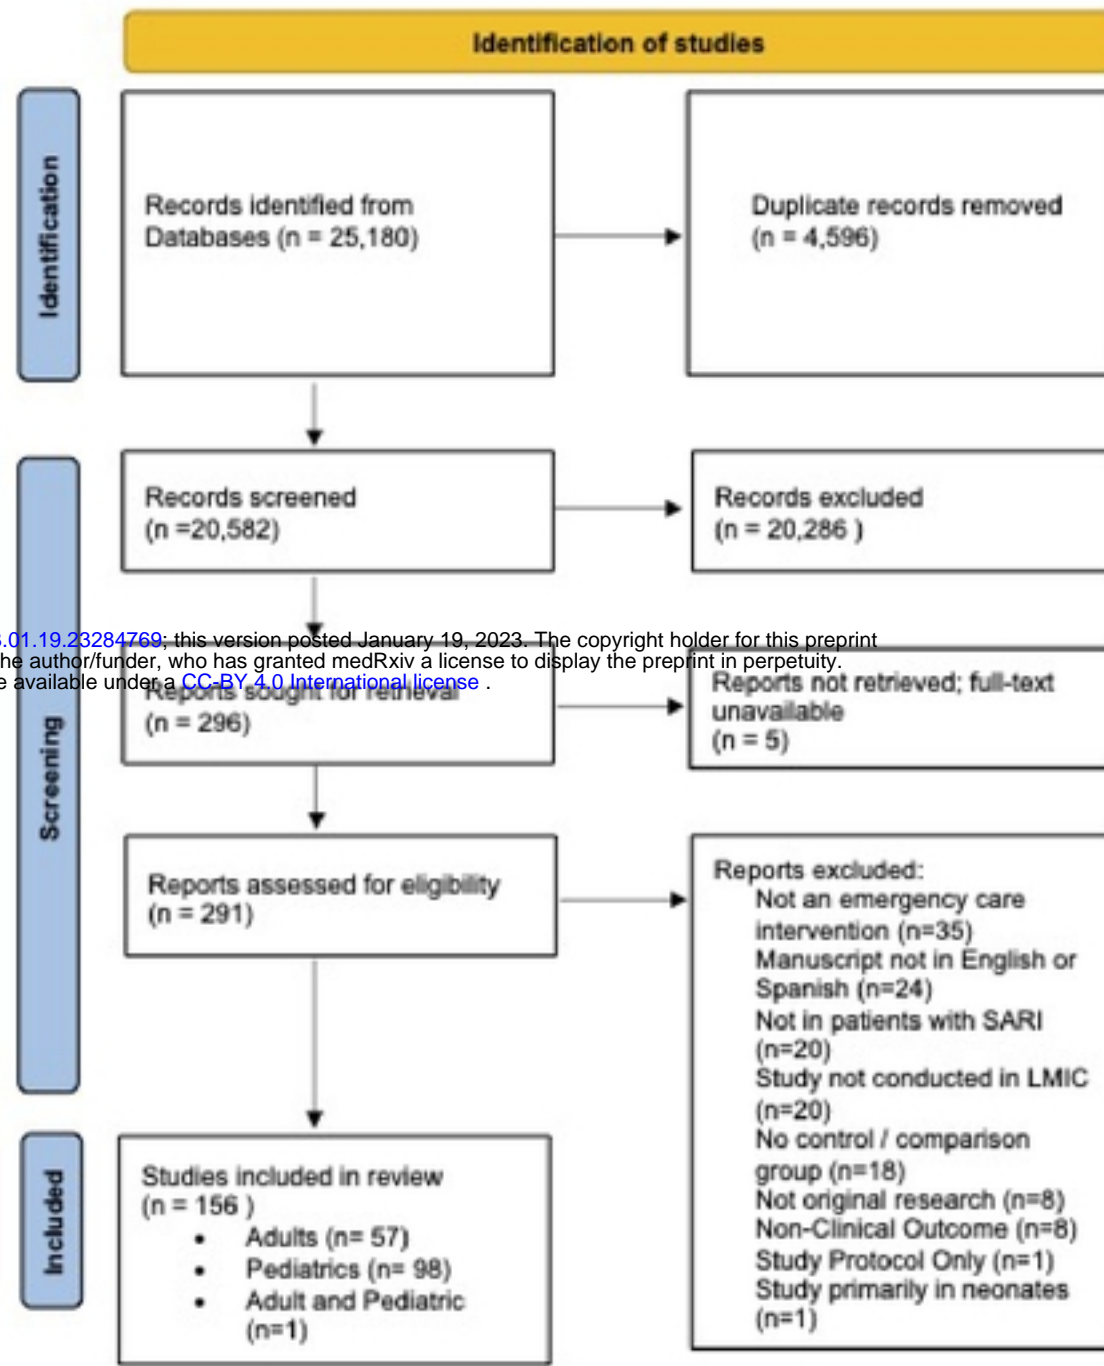 Identification of studies
Identification
Records identified from
Databases (n = 25,180)
Duplicate records removed
(n = 4,596)
Screening
Records screened
(n =20,582)
Records excluded
(n = 20,286 )
.01.19.23284769; this version posted January 19, 2023. The copyright holder for this preprint
he author/funder, who has granted medRxiv a license to display the preprint in perpetuity.
e available under a CC-BY 4.0 International license .
Reports sought for retrieval
(n = 296)
Reports not retrieved; full-text
unavailable
(n = 5)
Reports assessed for eligibility
(n = 291)
Reports excluded:
Not an emergency care
intervention (n=35)
Manuscript not in English or
Spanish (n=24)
Not in patients with SARI
(n=20)
Study not conducted in LMIC
(n=20)
No control / comparison
group (n=18)
Not original research (n=8)
Non-Clinical Outcome (n=8)
Study Protocol Only (n=1)
Study primarily in neonates
(n=1)
Included
Studies included in review
(n = 156 )
• Adults (n= 57)
• Pediatrics (n= 98)
• Adult and Pediatric
(n=1)